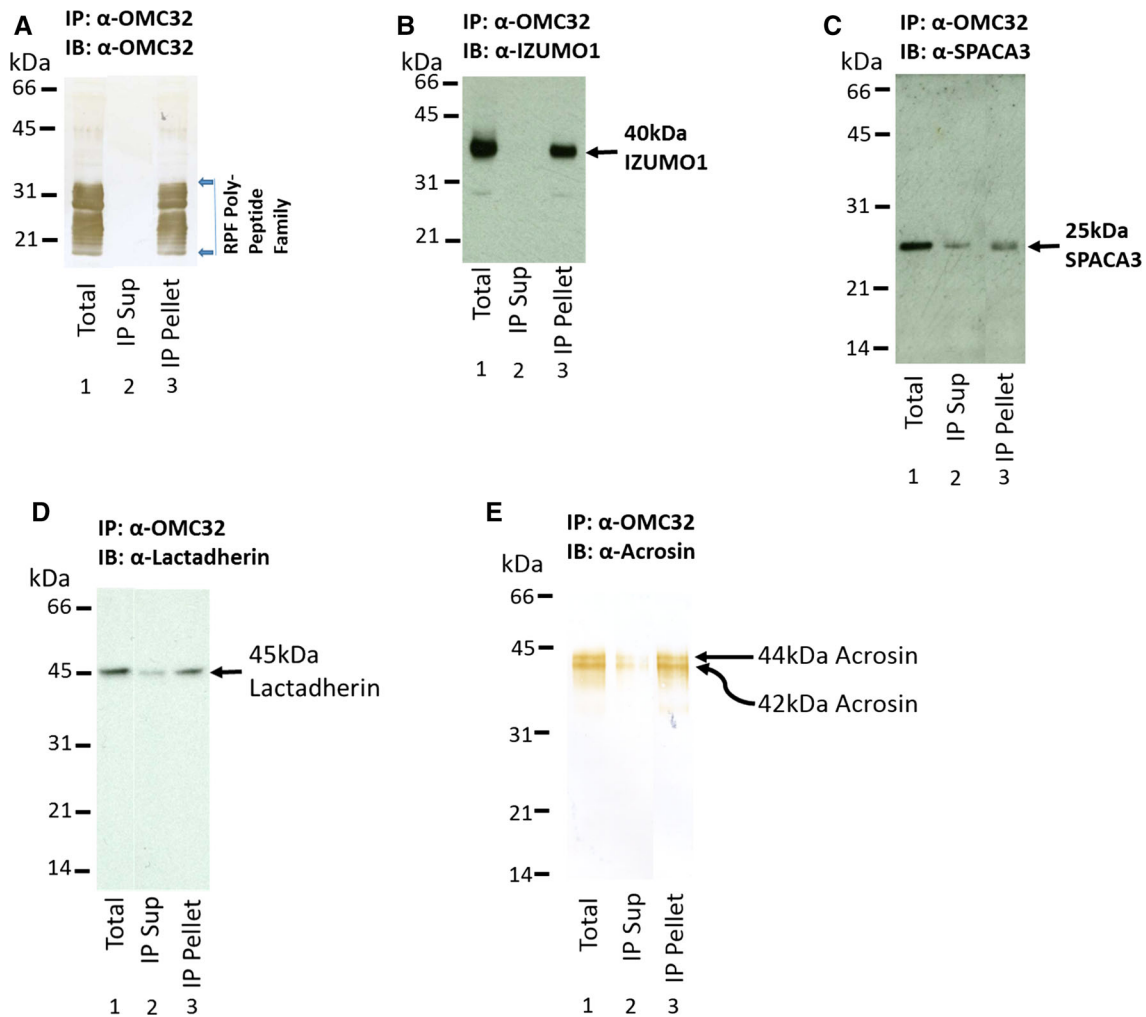 A
IP: α-OMC32
IB: α-OMC32
kDa
66
45
31
21
RPF Poly-
Peptide
Family
Total
IP Sup
IP Pellet
1
2
3
B
IP: α-OMC32
IB: α-IZUMO1
kDa
66
45
31
21
40kDa
IZUMO1
Total
IP Sup
IP Pellet
1
2
3
C
IP: α-OMC32
IB: α-SPACA3
kDa
66
45
31
21
14
25kDa
SPACA3
Total
IP Sup
IP Pellet
1
2
3
D
IP: α-OMC32
IB: α-Lactadherin
kDa
66
45
31
21
14
45kDa
Lactadherin
Total
IP Sup
IP Pellet
1
2
3
E
IP: α-OMC32
IB: α-Acrosin
kDa
66
45
31
21
14
44kDa Acrosin
42kDa Acrosin
Total
IP Sup
IP Pellet
1
2
3